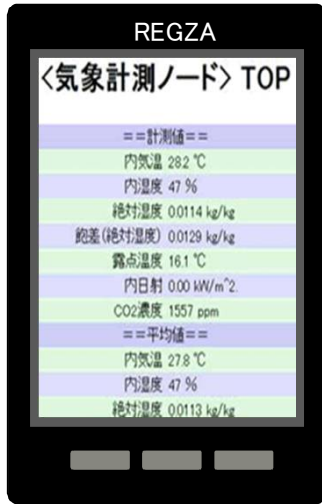 REGZA
<気象計測ノード> TOP
==計測値==
内気温 28.2 ℃
内湿度 47 %
絶対湿度 0.0114 kg/kg
飽差(絶対湿度) 0.0129 kg/kg
露点温度 16.1 ℃
内日射 0.00 kW/m^2
CO2濃度 1557 ppm
==平均値==
内気温 27.8 ℃
内湿度 47 %
絶対湿度 0.0113 kg/kg